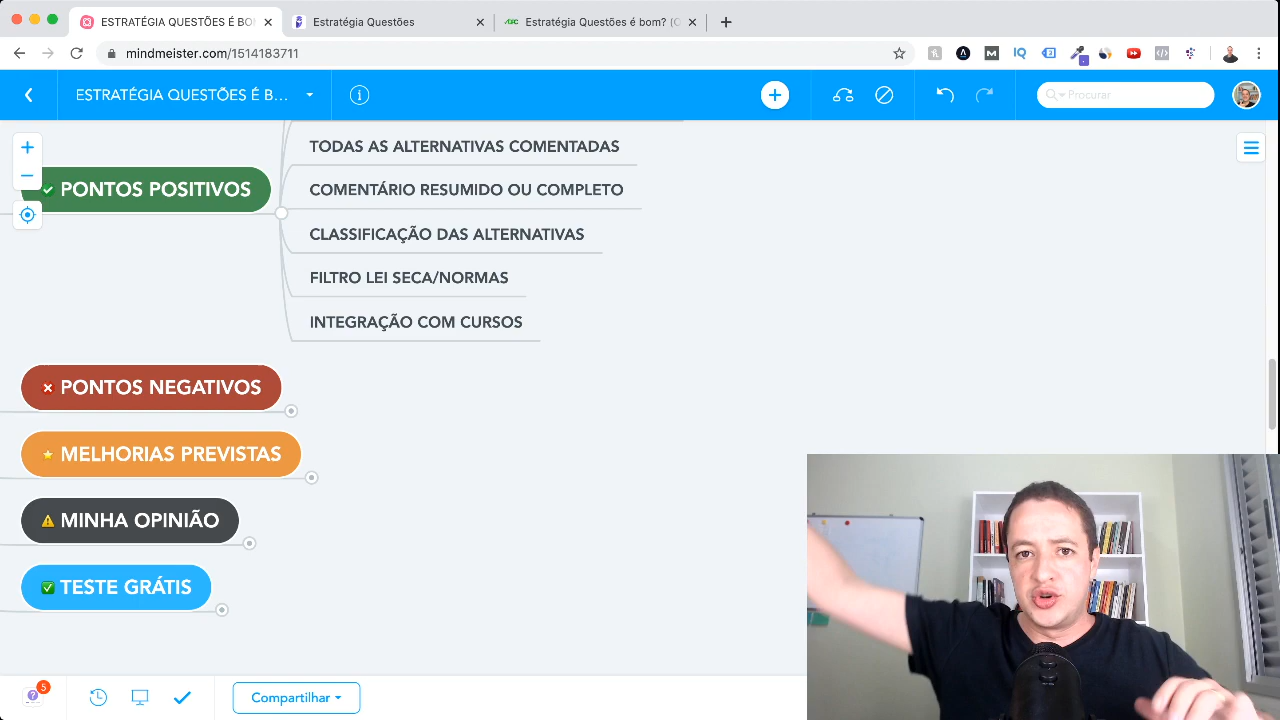 ESTRATÉGIA QUESTÕES É BO
Estratégia Questões
Estratégia Questões é bom? (O
mindmeister.com/1514183711
ESTRATÉGIA QUESTÕES É B...
Procurar
TODAS AS ALTERNATIVAS COMENTADAS
PONTOS POSITIVOS
COMENTÁRIO RESUMIDO OU COMPLETO
CLASSIFICAÇÃO DAS ALTERNATIVAS
FILTRO LEI SECA/NORMAS
INTEGRAÇÃO COM CURSOS
PONTOS NEGATIVOS
MELHORIAS PREVISTAS
MINHA OPINIÃO
TESTE GRÁTIS
5
Compartilhar